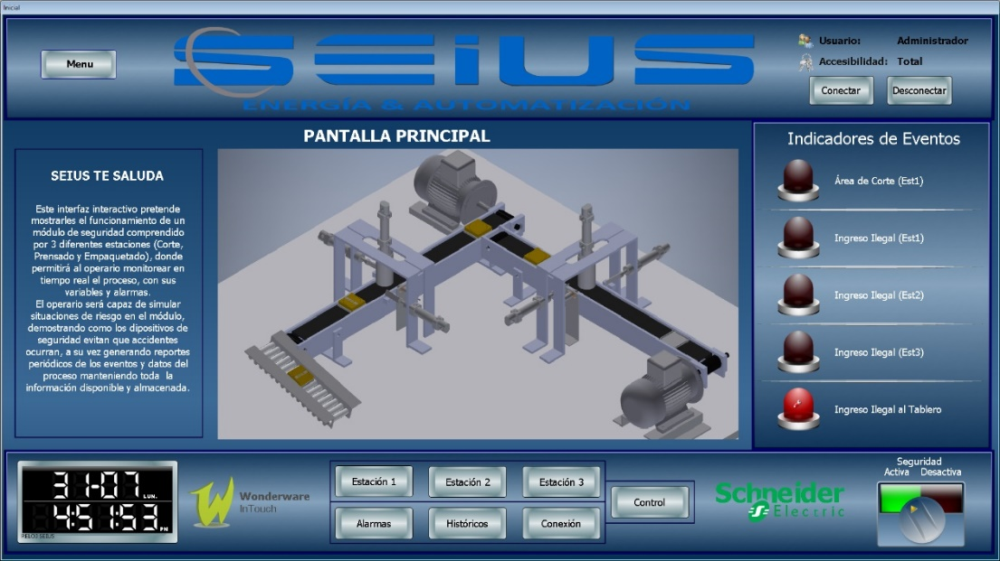 Inicial
Menu
SEIUS
ENERGÍA & AUTOMATIZACIÓN
Usuario: Administrador
Accesibilidad: Total
Conectar Desconectar
PANTALLA PRINCIPAL
SEIUS TE SALUDA
Este interfaz interactivo pretende
mostrarles el funcionamiento de un
módulo de seguridad comprendido
por 3 diferentes estaciones (Corte,
Prensado y Empaquetado), donde
permitirá al operario monitorear en
tiempo real el proceso, con sus
variables y alarmas.
El operario será capaz de simular
situaciones de riesgo en el módulo,
demostrando como los dipositivos de
seguridad evitan que accidentes
ocurran, a su vez generando reportes
periódicos de los eventos y datos del
proceso manteniendo toda la
información disponible y almacenada.
Indicadores de Eventos
Área de Corte (Est1)
Ingreso Ilegal (Est1)
Ingreso Ilegal (Est2)
Ingreso Ilegal (Est3)
Ingreso Ilegal al Tablero
31-07 LUN.
4:51:53 PM
RELOJ SEIUS
Wonderware
InTouch
Estación 1 Estación 2 Estación 3
Alarmas Históricos Conexión
Control
Schneider
Electric
Seguridad
Activa Desactiva